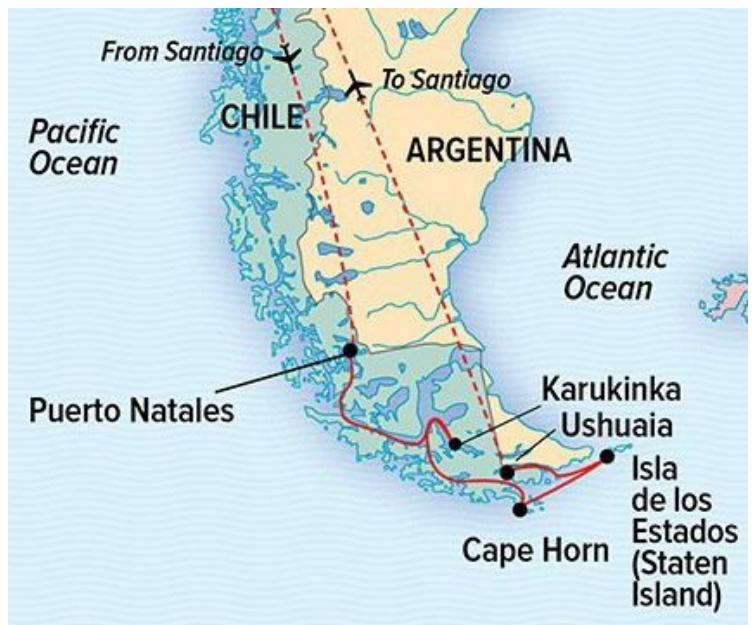 From Santiago
To Santiago
CHILE
Pacific
Ocean
ARGENTINA
Atlantic
Ocean
Karukinka
Puerto Natales
Ushuaia
Isla
de los
Estados
(Staten
Island)
Cape Horn